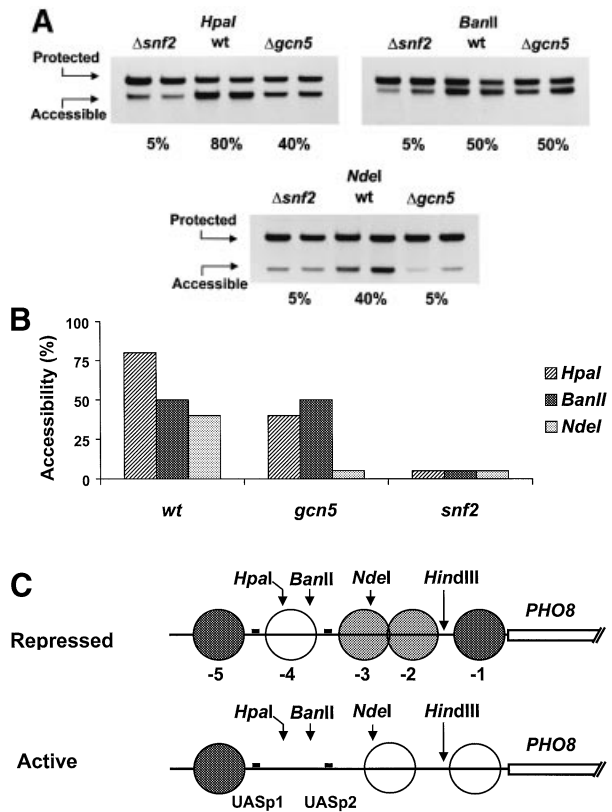 A
HpaI
Δsnf2 wt Δgcn5
Protected
Accessible
5% 80% 40%
BanII
Δsnf2 wt Δgcn5
5% 50% 50%
NdeI
Δsnf2 wt Δgcn5
Protected
Accessible
5% 40% 5%
B
Accessibility (%)
100
75
50
25
0
wt gcn5 snf2
HpaI
BanII
NdeI
C
HpaI BanII NdeI HindIII
PHO8
Repressed
-5 -4 -3 -2 -1
HpaI BanII NdeI HindIII
PHO8
Active
UASp1 UASp2